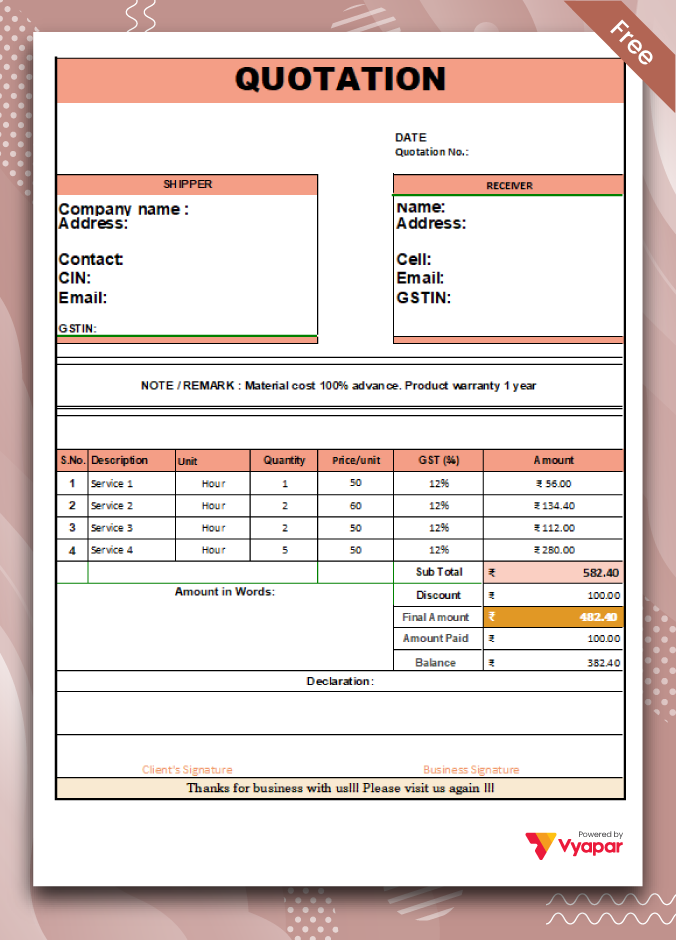 Free
QUOTATION
DATE
Quotation No.:
SHIPPER
RECEIVER
Company name :
Name:
Address:
Address:
Contact:
Cell:
CIN:
Email:
Email:
GSTIN:
GSTIN:
NOTE / REMARK : Material cost 100% advance. Product warranty 1 year
S.No. Description Unit Quantity Price/unit GST (%) Amount
1 Service 1 Hour 1 50 12% ₹ 56.00
2 Service 2 Hour 2 60 12% ₹ 134.40
3 Service 3 Hour 2 50 12% ₹ 112.00
4 Service 4 Hour 5 50 12% ₹ 280.00
Sub Total ₹ 582.40
Amount in Words:
Discount ₹ 100.00
Final Amount ₹ 482.40
Amount Paid ₹ 100.00
Balance ₹ 382.40
Declaration:
Client's Signature Business Signature
Thanks for business with us!!! Please visit us again !!!
Powered by
Vyapar